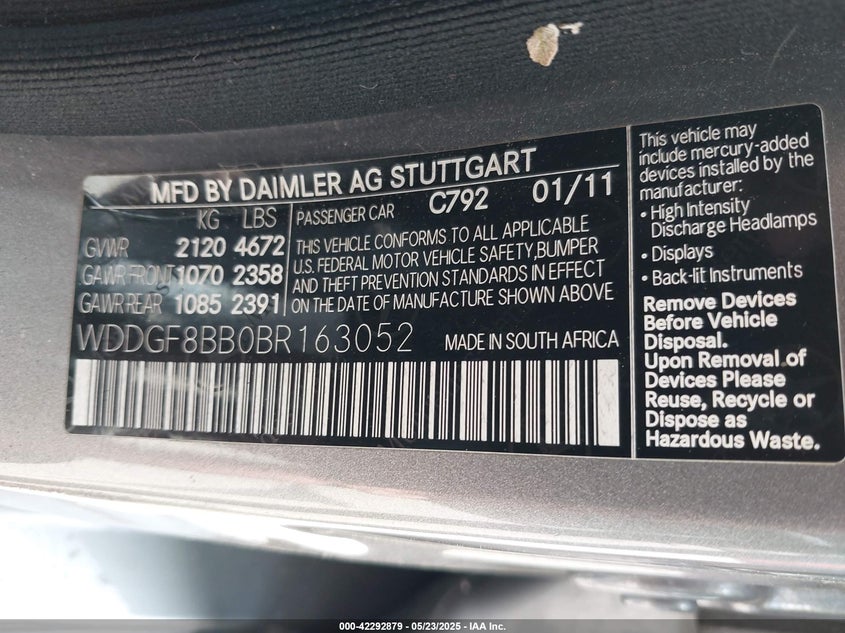 MFD BY DAIMLER AG STUTTGART
KG LBS
GVWR 2120 4672
GAWR FRONT 1070 2358
GAWR REAR 1085 2391
PASSENGER CAR C792 01/11
THIS VEHICLE CONFORMS TO ALL APPLICABLE
U.S. FEDERAL MOTOR VEHICLE SAFETY, BUMPER
AND THEFT PREVENTION STANDARDS IN EFFECT
ON THE DATE OF MANUFACTURE SHOWN ABOVE
WDDGF8BB0BR163052 MADE IN SOUTH AFRICA
This vehicle may
include mercury-added
devices installed by the
manufacturer:
• High Intensity
Discharge Headlamps
• Displays
• Back-lit Instruments
Remove Devices
Before Vehicle
Disposal.
Upon Removal of
Devices Please
Reuse, Recycle or
Dispose as
Hazardous Waste.
000-42292879 - 05/23/2025 - IAA Inc.